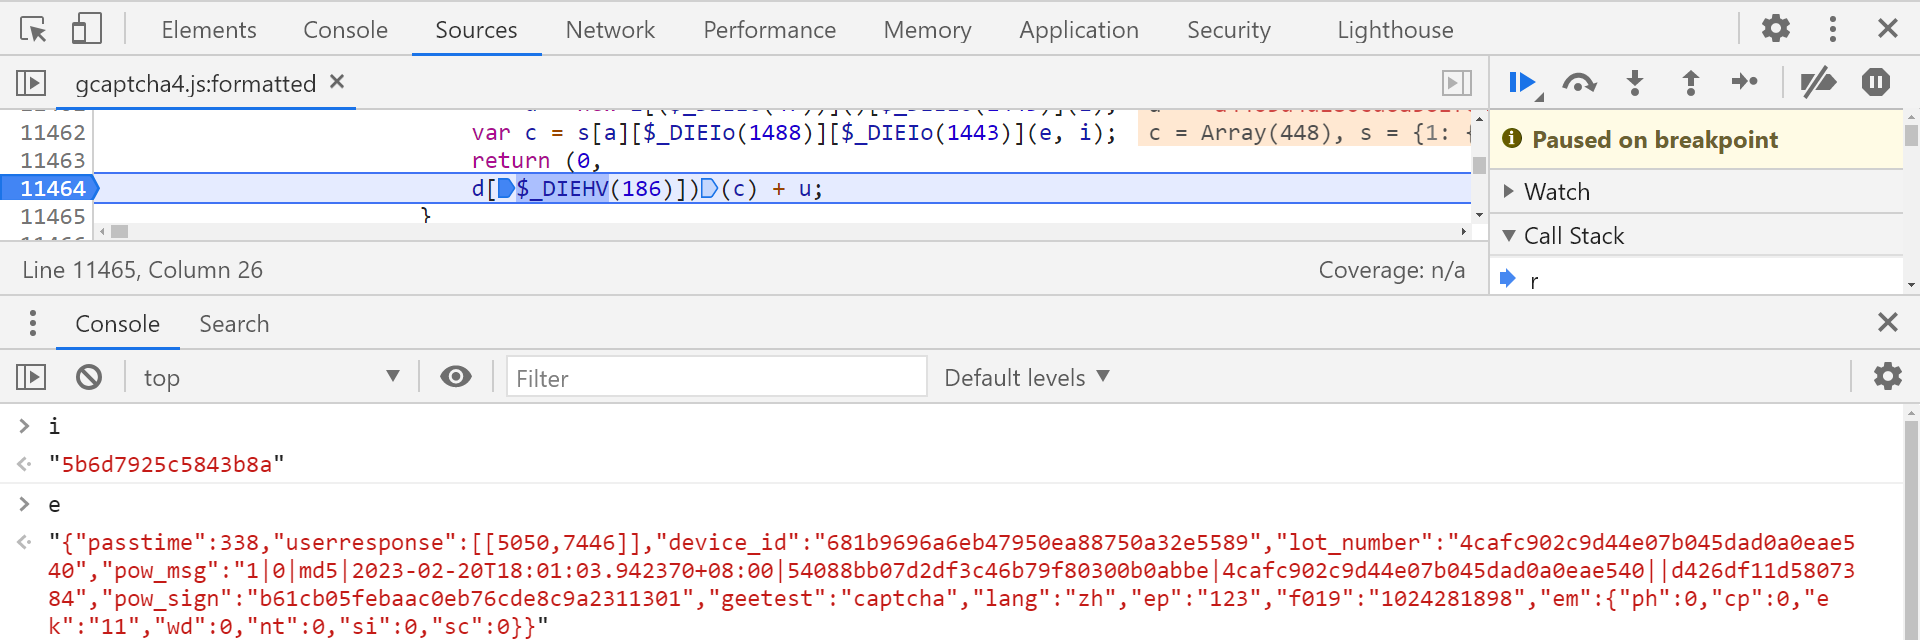 Elements Console Sources Network Performance Memory Application Security Lighthouse
gcaptcha4.js:formatted ×
11462 var c = s[a][$_DIEIo(1488)][$_DIEIo(1443)](e, i); c = Array(448), s = {1: {
11463 return (0,
11464 d[$_DIEHV(186)])(c) + u;
11465 }
Line 11465, Column 26 Coverage: n/a
Paused on breakpoint
Watch
Call Stack
r
Console Search
top Filter Default levels
> i
"5b6d7925c5843b8a"
> e
"{"passtime":338,"userresponse":[[5050,7446]],"device_id":"681b9696a6eb47950ea88750a32e5589","lot_number":"4cafc902c9d44e07b045dad0a0eae5
40","pow_msg":"1|0|md5|2023-02-20T18:01:03.942370+08:00|54088bb07d2df3c46b79f80300b0abbe|4cafc902c9d44e07b045dad0a0eae540||d426df11d5807
384","pow_sign":"b61cb05febaac0eb76cde8c9a2311301","geetest":"captcha","lang":"zh","ep":"123","f019":"1024281898","em":{"ph":0,"cp":0,"e
k":"11","wd":0,"nt":0,"si":0,"sc":0}}"